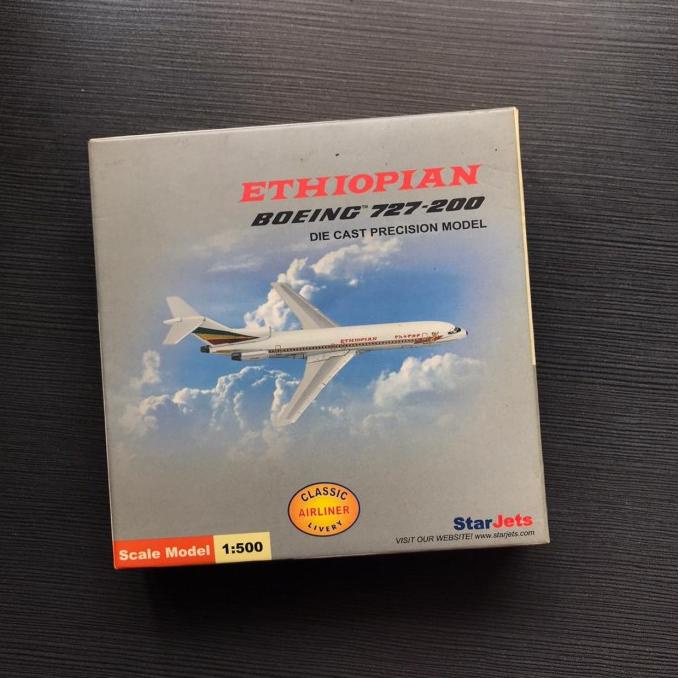 ETHIOPIAN
BOEING™ 727-200
DIE CAST PRECISION MODEL
ETHIOPIAN
CLASSIC
AIRLINER
LIVERY
Scale Model 1:500
StarJets
VISIT OUR WEBSITE! www.starjets.com